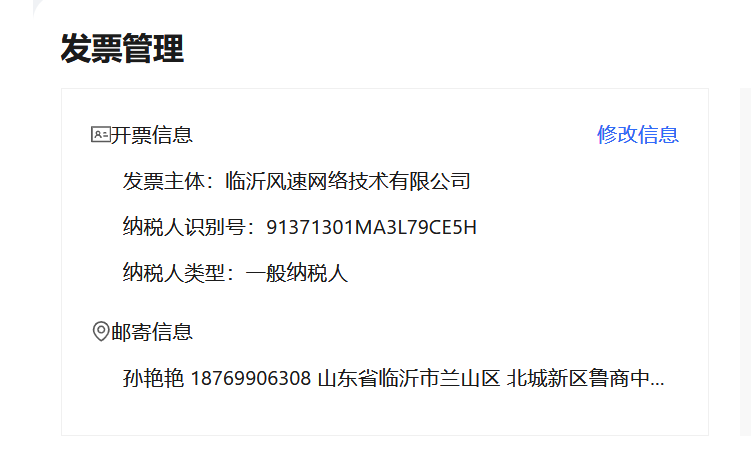 发票管理
开票信息 修改信息
发票主体：临沂风速网络技术有限公司
纳税人识别号：91371301MA3L79CE5H
纳税人类型：一般纳税人
邮寄信息
孙艳艳 18769906308 山东省临沂市兰山区 北城新区鲁商中...